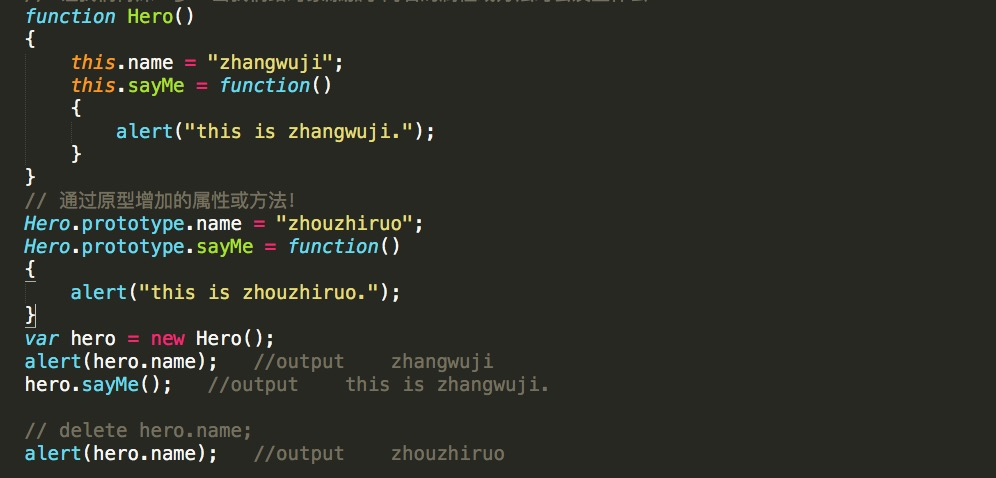 function Hero()
{
this.name = "zhangwuji";
this.sayMe = function()
{
alert("this is zhangwuji.");
}
}
// 通过原型增加的属性或方法!
Hero.prototype.name = "zhouzhiruo";
Hero.prototype.sayMe = function()
{
alert("this is zhouzhiruo.");
}
var hero = new Hero();
alert(hero.name); //output zhangwuji
hero.sayMe(); //output this is zhangwuji.
// delete hero.name;
alert(hero.name); //output zhouzhiruo